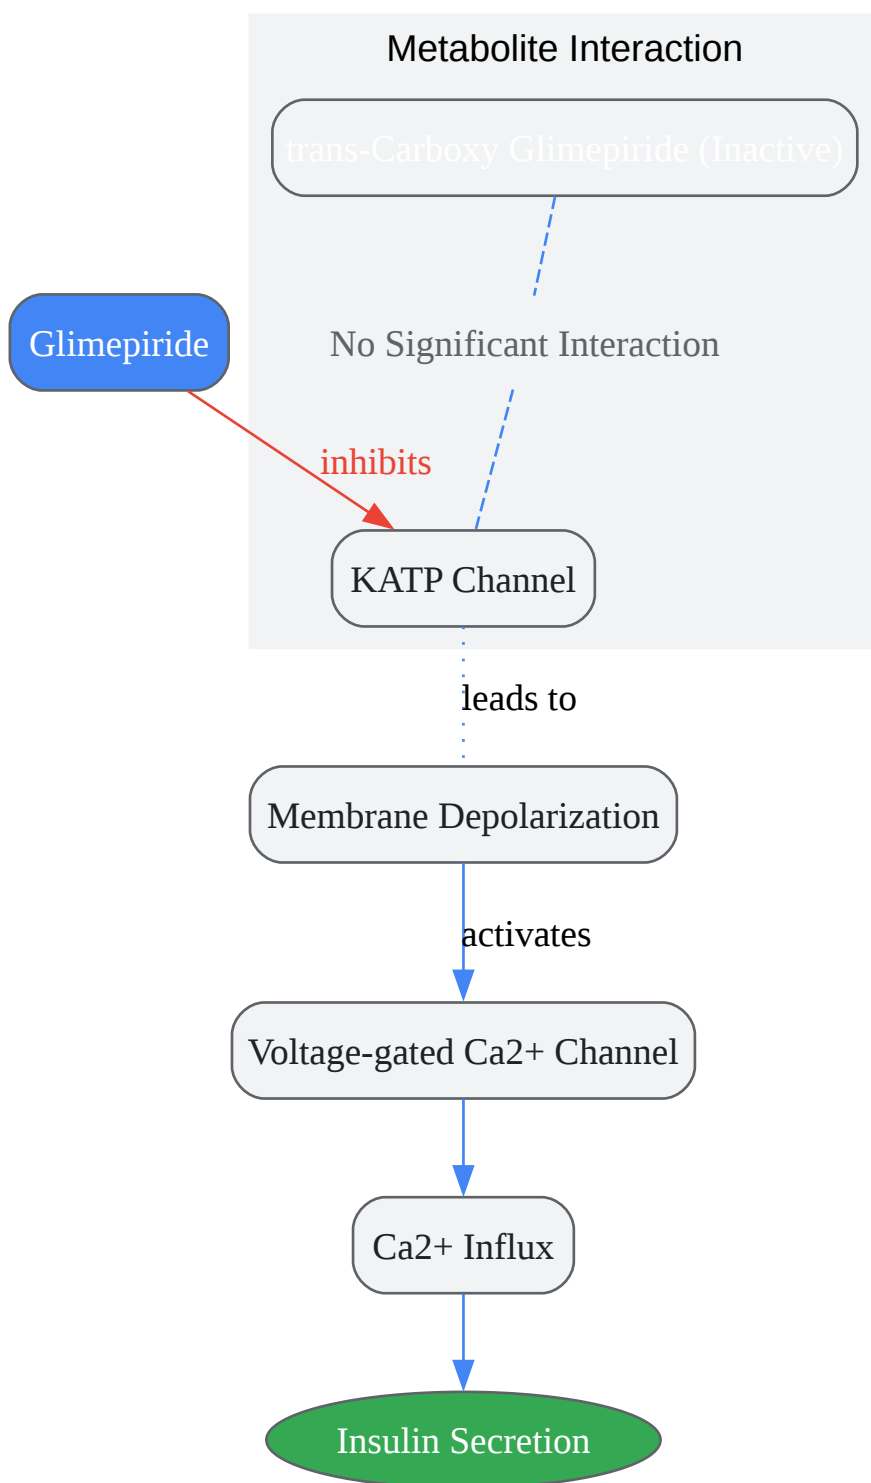 Metabolite Interaction
trans-Carboxy Glimepiride (Inactive)
Glimepiride
No Significant Interaction
inhibits
KATP Channel
leads to
Membrane Depolarization
activates
Voltage-gated Ca2+ Channel
Ca2+ Influx
Insulin Secretion